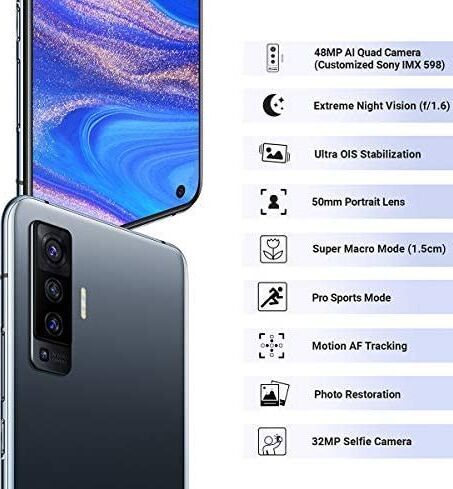 48MP AI Quad Camera
(Customized Sony IMX 598)
Extreme Night Vision (f/1.6)
Ultra OIS Stabilization
50mm Portrait Lens
Super Macro Mode (1.5cm)
Pro Sports Mode
Motion AF Tracking
Photo Restoration
32MP Selfie Camera